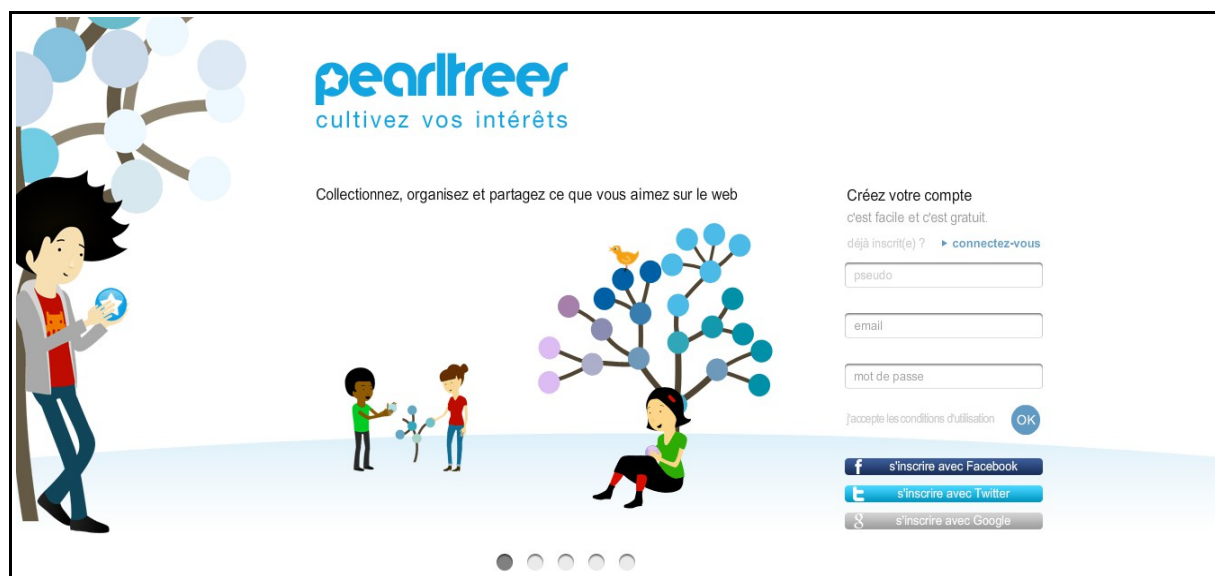 pearltrees
cultivez vos intérêts
Collectionnez, organisez et partagez ce que vous aimez sur le web
Créez votre compte
c'est facile et c'est gratuit.
déjà inscrit(e) ? connectez-vous
pseudo
email
mot de passe
j'accepte les conditions d'utilisation OK
f s'inscrire avec Facebook
t s'inscrire avec Twitter
g s'inscrire avec Google